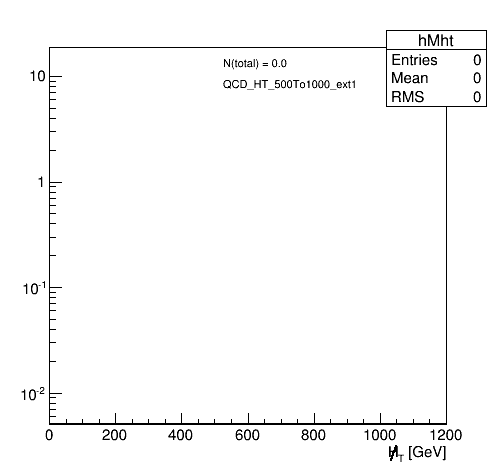 hMht
Entries 0
Mean 0
RMS 0
N(total) = 0.0
QCD_HT_500To1000_ext1
10
1
10⁻¹
10⁻²
0 200 400 600 800 1000 1200
H̸_T [GeV]